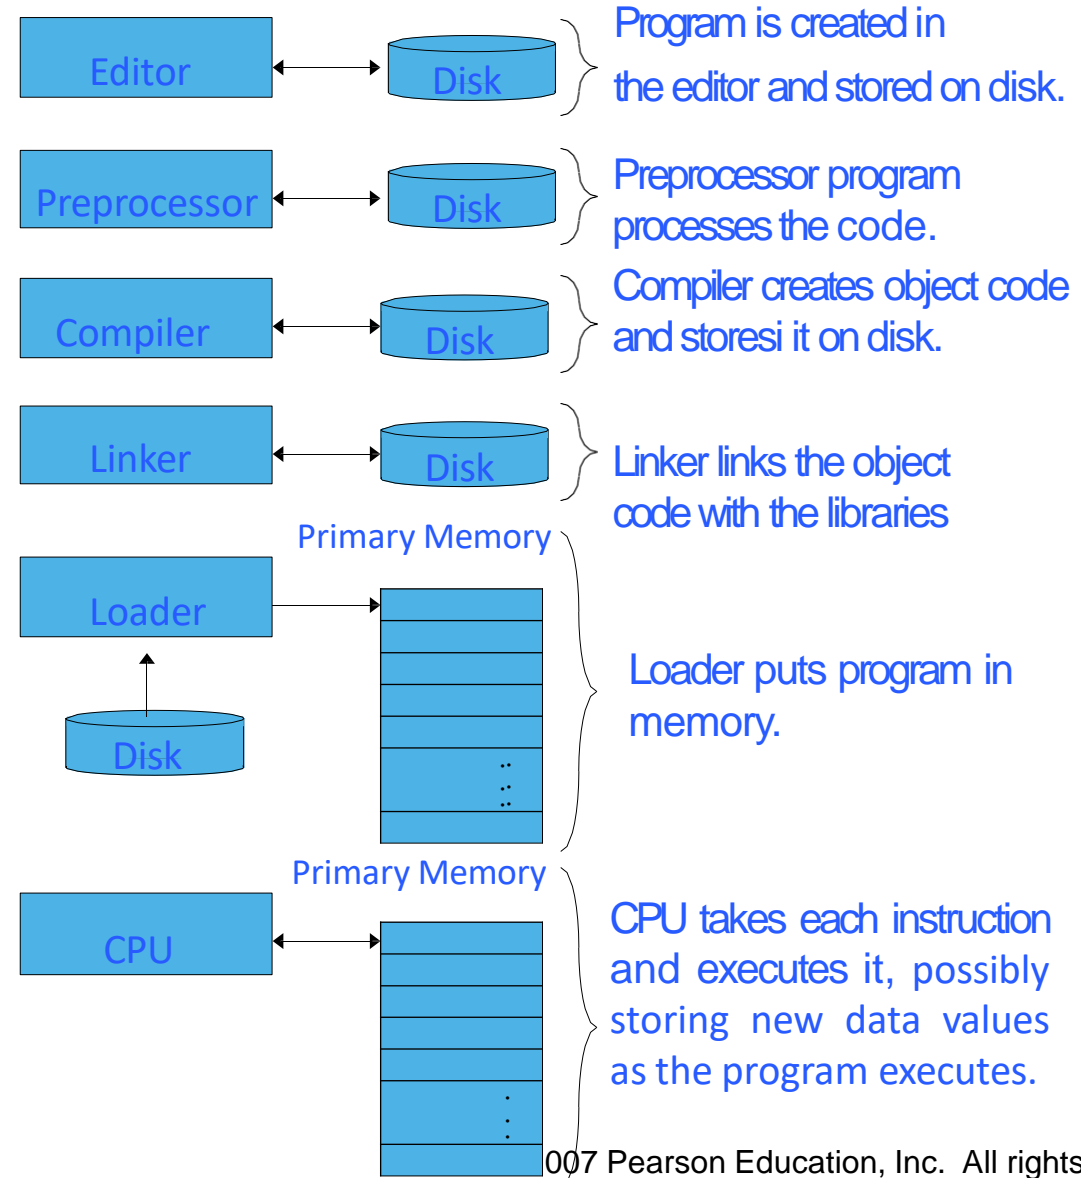 Editor
Disk
Program is created in
the editor and stored on disk.
Preprocessor
Disk
Preprocessor program
processes the code.
Compiler
Disk
Compiler creates object code
and storesi it on disk.
Linker
Disk
Linker links the object
code with the libraries
Primary Memory
Loader
Disk
Loader puts program in
memory.
Primary Memory
CPU
CPU takes each instruction
and executes it, possibly
storing new data values
as the program executes.
007 Pearson Education, Inc. All rights